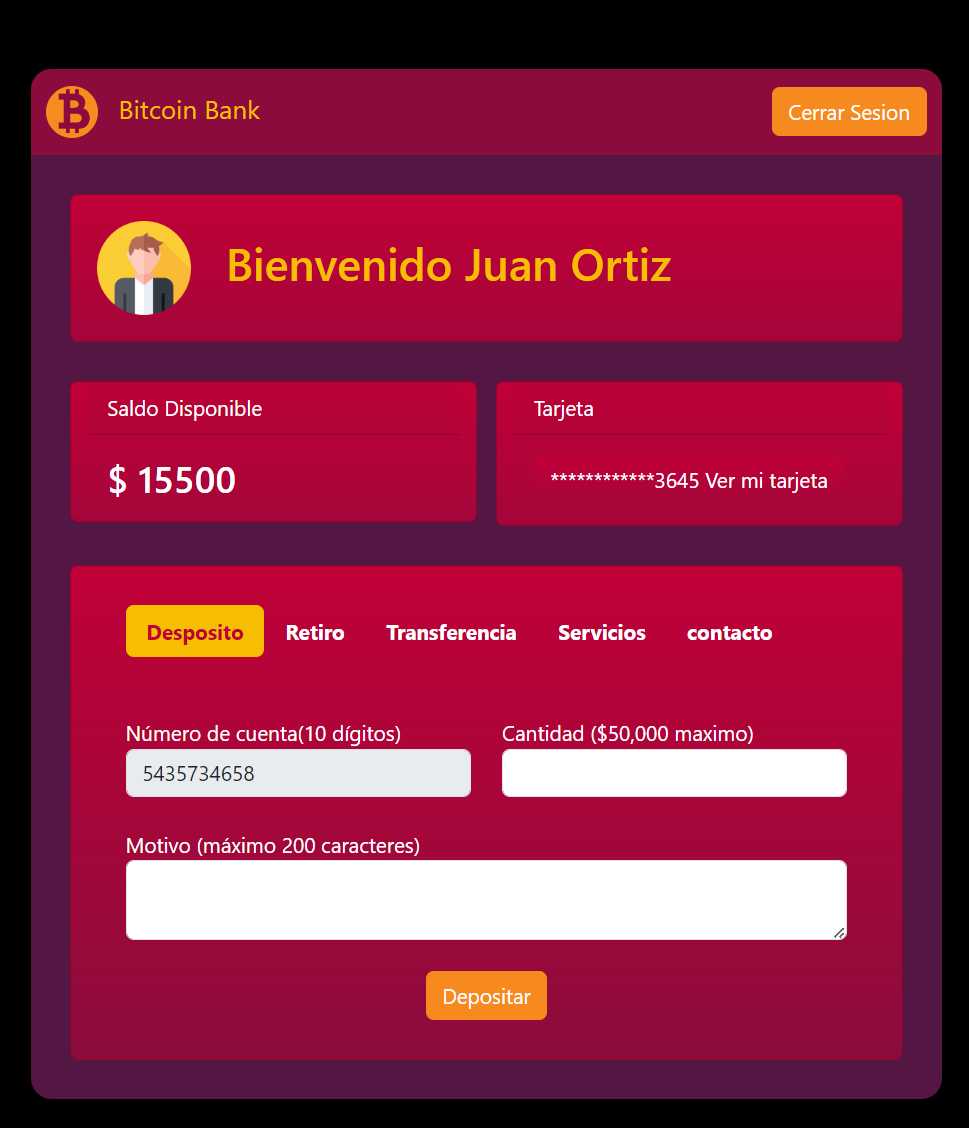 Bitcoin Bank
Cerrar Sesion
Bienvenido Juan Ortiz
Saldo Disponible
$ 15500
Tarjeta
************3645 Ver mi tarjeta
Desposito Retiro Transferencia Servicios contacto
Número de cuenta(10 dígitos)
5435734658
Cantidad ($50,000 maximo)
Motivo (máximo 200 caracteres)
Depositar